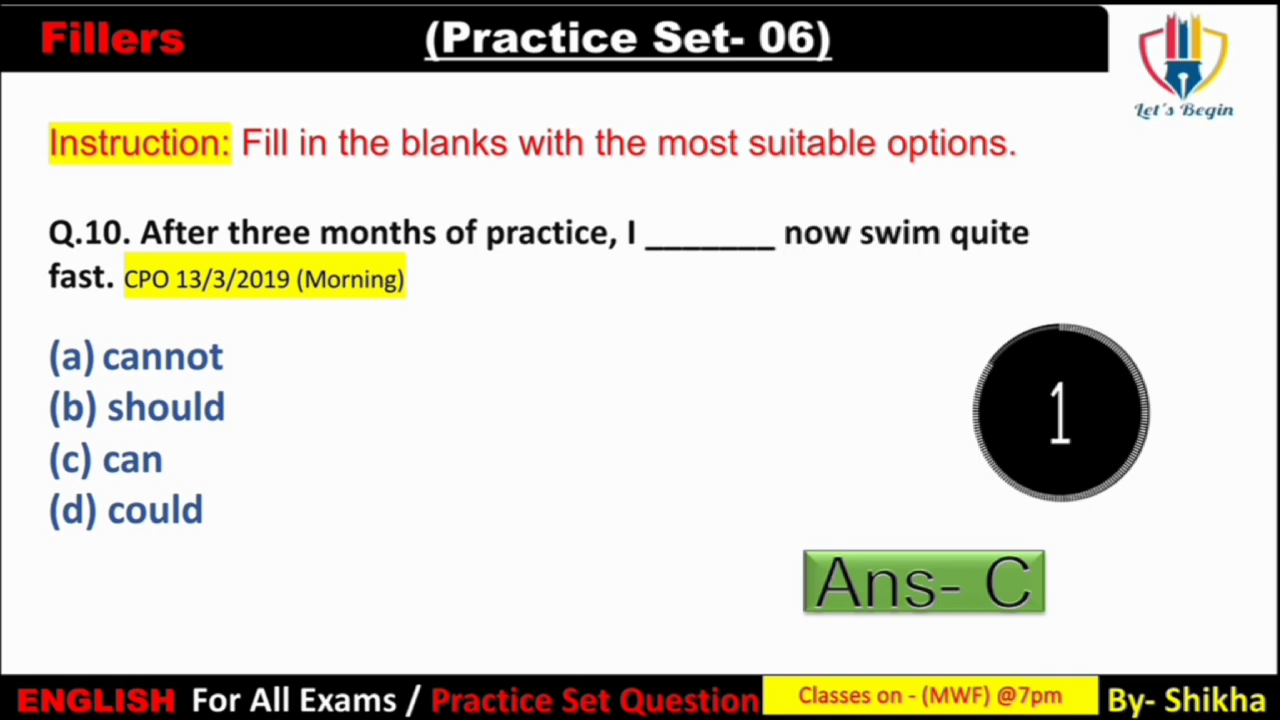 Fillers (Practice Set- 06)
Let's Begin
Instruction: Fill in the blanks with the most suitable options.
Q.10. After three months of practice, I _______ now swim quite
fast. CPO 13/3/2019 (Morning)
(a) cannot
(b) should
(c) can
(d) could
1
Ans- C
ENGLISH For All Exams / Practice Set Question Classes on - (MWF) @7pm By- Shikha